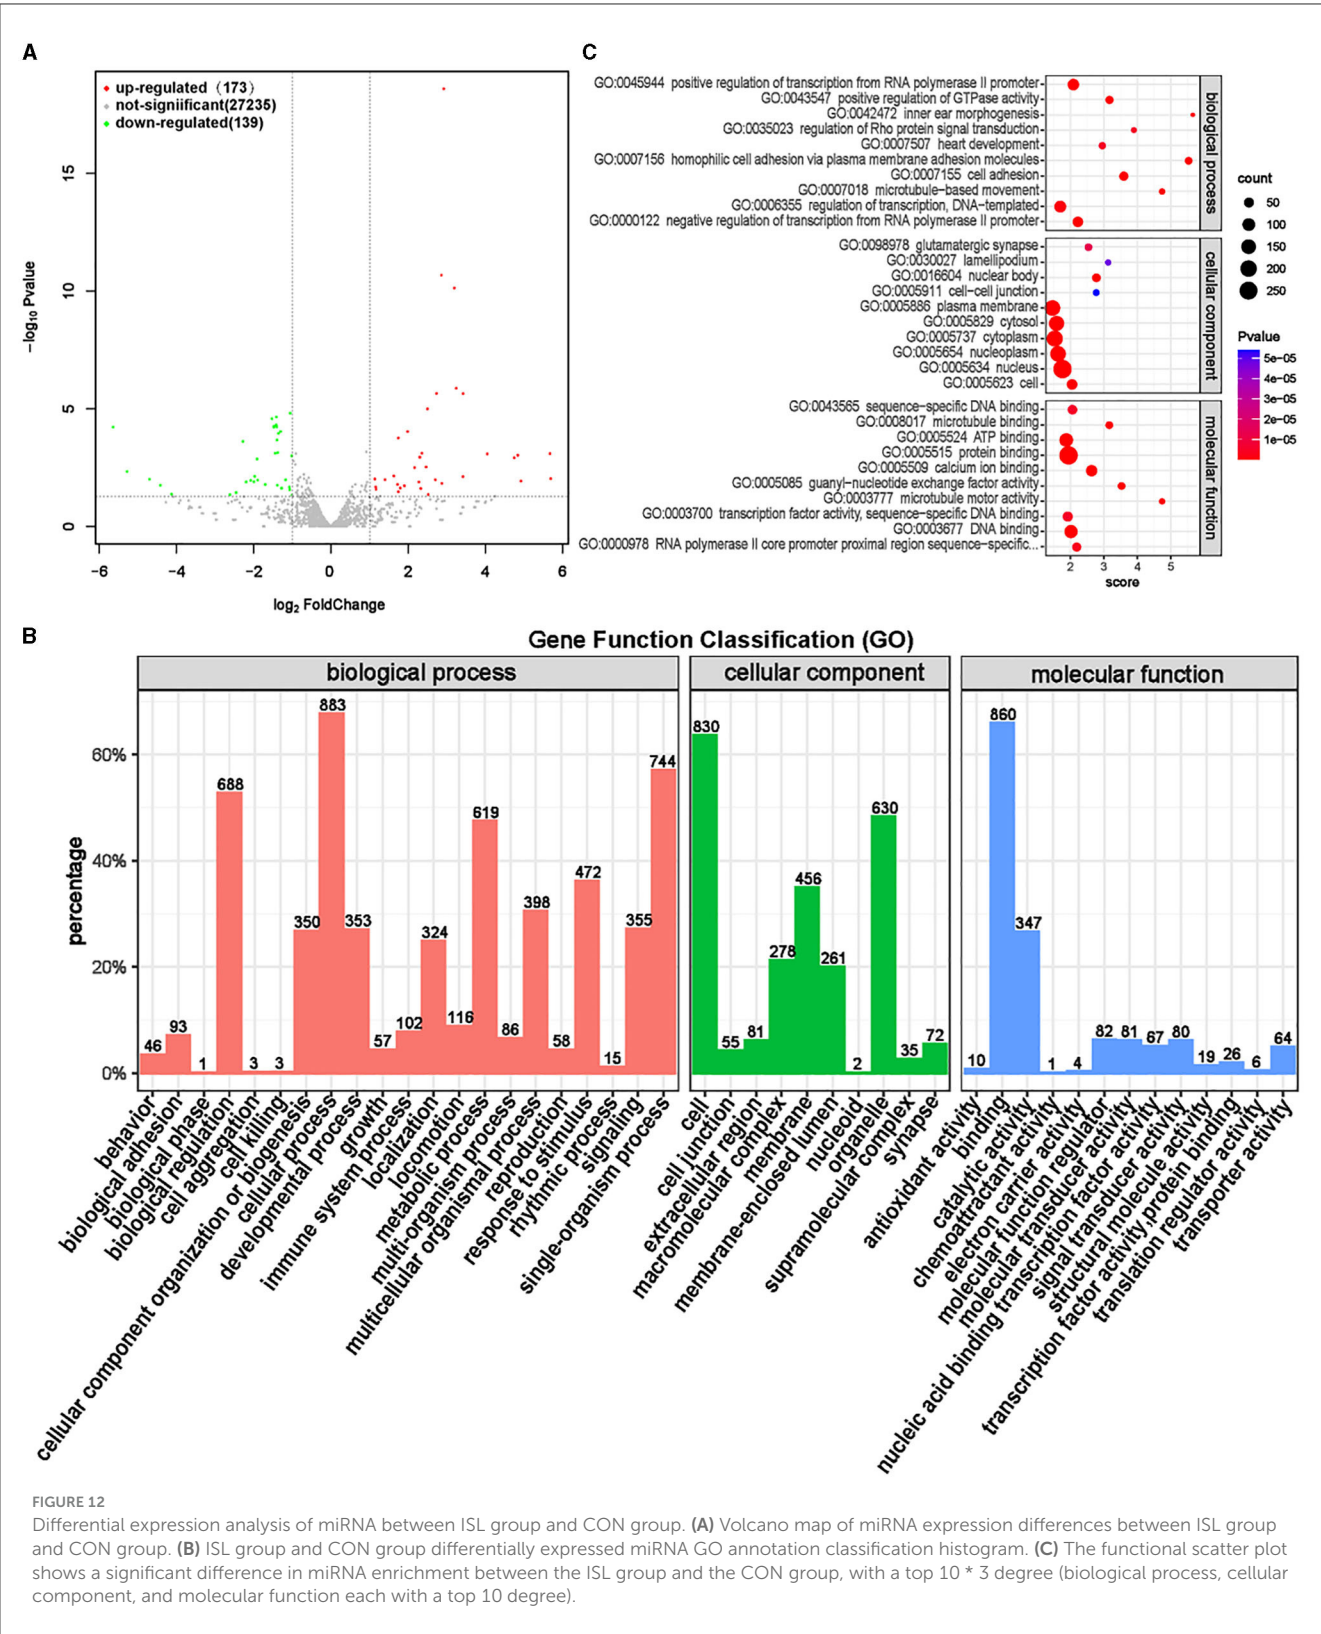 A
up-regulated (173)
not-signiificant(27235)
down-regulated(139)
−log10 Pvalue
15
10
5
0
−6
−4
−2
0
2
4
6
log2 FoldChange
C
GO:0045944 positive regulation of transcription from RNA polymerase II promoter
GO:0043547 positive regulation of GTPase activity
GO:0042472 inner ear morphogenesis
GO:0035023 regulation of Rho protein signal transduction
GO:0007507 heart development
GO:0007156 homophilic cell adhesion via plasma membrane adhesion molecules
GO:0007155 cell adhesion
GO:0007018 microtubule−based movement
GO:0006355 regulation of transcription, DNA−templated
GO:0000122 negative regulation of transcription from RNA polymerase II promoter
biological process
GO:0098978 glutamatergic synapse
GO:0030027 lamellipodium
GO:0016604 nuclear body
GO:0005911 cell−cell junction
GO:0005886 plasma membrane
GO:0005829 cytosol
GO:0005737 cytoplasm
GO:0005654 nucleoplasm
GO:0005634 nucleus
GO:0005623 cell
cellular component
GO:0043565 sequence−specific DNA binding
GO:0008017 microtubule binding
GO:0005524 ATP binding
GO:0005515 protein binding
GO:0005509 calcium ion binding
GO:0005085 guanyl−nucleotide exchange factor activity
GO:0003777 microtubule motor activity
GO:0003700 transcription factor activity, sequence−specific DNA binding
GO:0003677 DNA binding
GO:0000978 RNA polymerase II core promoter proximal region sequence−specific...
molecular function
2
3
4
5
score
count
50
100
150
200
250
Pvalue
5e−05
4e−05
3e−05
2e−05
1e−05
B
Gene Function Classification (GO)
biological process
cellular component
molecular function
percentage
60%
40%
20%
0%
46
93
1
688
3
3
350
883
353
57
102
324
116
619
86
398
58
472
15
355
744
830
55
81
278
456
261
2
630
35
72
10
860
347
1
4
82
81
67
80
19
26
6
64
behavior
biological adhesion
biological phase
biological regulation
cell aggregation
cell killing
cellular component organization or biogenesis
cellular process
developmental process
growth
immune system process
localization
locomotion
metabolic process
multi-organism process
multicellular organismal process
reproduction
response to stimulus
rhythmic process
signaling
single-organism process
cell
cell junction
extracellular region
macromolecular complex
membrane
membrane-enclosed lumen
nucleoid
organelle
supramolecular complex
synapse
antioxidant activity
binding
catalytic activity
chemoattractant activity
electron carrier activity
molecular function regulator
molecular transducer activity
nucleic acid binding transcription factor activity
signal transducer activity
structural molecule activity
transcription factor activity,protein binding
translation regulator activity
transporter activity
FIGURE 12
Differential expression analysis of miRNA between ISL group and CON group. (A) Volcano map of miRNA expression differences between ISL group
and CON group. (B) ISL group and CON group differentially expressed miRNA GO annotation classification histogram. (C) The functional scatter plot
shows a significant difference in miRNA enrichment between the ISL group and the CON group, with a top 10 * 3 degree (biological process, cellular
component, and molecular function each with a top 10 degree).